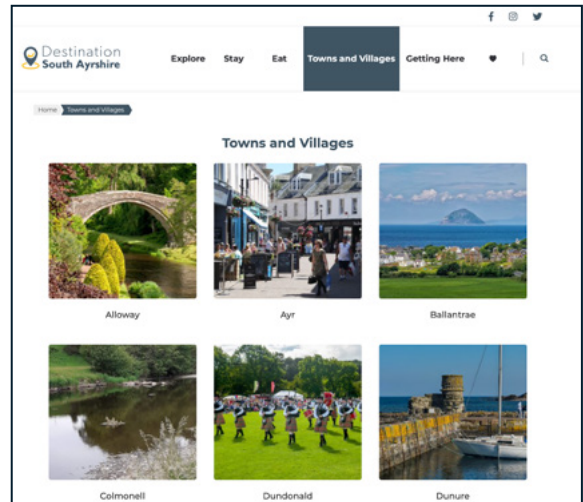 Destination
South Ayrshire
Explore Stay Eat Towns and Villages Getting Here
Home Towns and Villages
Towns and Villages
Alloway Ayr Ballantrae
Colmonell Dundonald Dunure